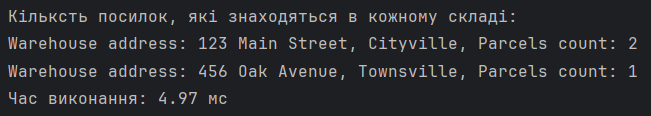 Кільксть посилок, які знаходяться в кожному складі:
Warehouse address: 123 Main Street, Cityville, Parcels count: 2
Warehouse address: 456 Oak Avenue, Townsville, Parcels count: 1
Час виконання: 4.97 мс